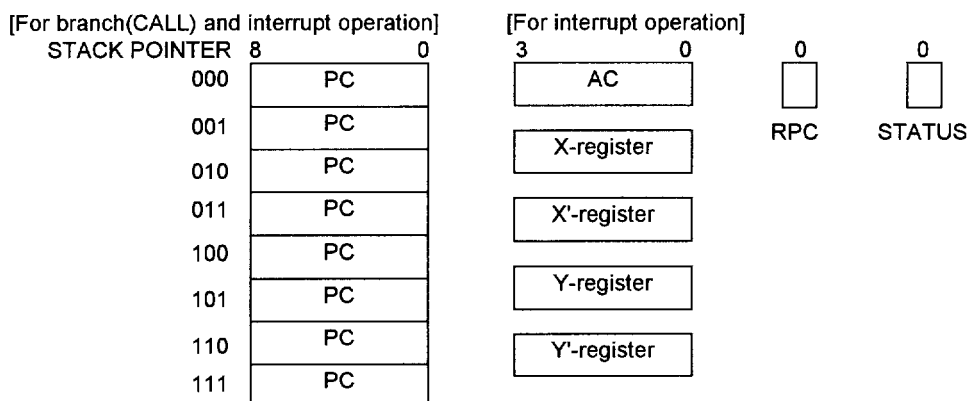 [For branch(CALL) and interrupt operation] [For interrupt operation]
STACK POINTER 8 0 3 0 0 0
000 PC AC
RPC STATUS
001 PC
X-register
010 PC
011 PC X'-register
100 PC
101 PC Y-register
110 PC Y'-register
111 PC